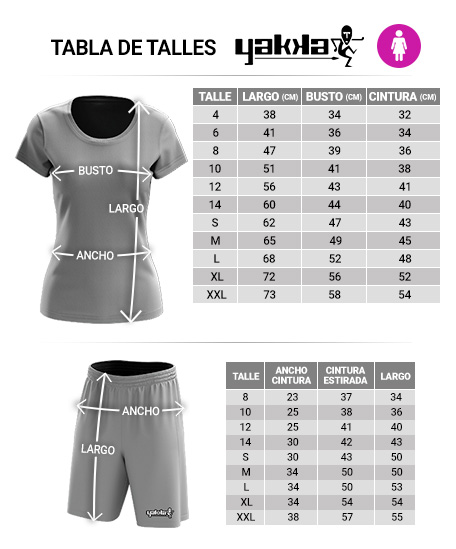 TABLA DE TALLES yakka
TALLE LARGO (CM) BUSTO (CM) CINTURA (CM)
4 38 34 32
6 41 36 34
8 47 39 36
10 51 41 38
12 56 43 41
14 60 44 40
S 62 47 43
M 65 49 45
L 68 52 48
XL 72 56 52
XXL 73 58 54
BUSTO
LARGO
ANCHO
TALLE ANCHO CINTURA CINTURA ESTIRADA LARGO
8 23 37 34
10 25 38 36
12 25 41 40
14 30 42 43
S 30 43 50
M 34 50 50
L 34 50 53
XL 34 54 54
XXL 38 57 55
ANCHO
LARGO
yakka